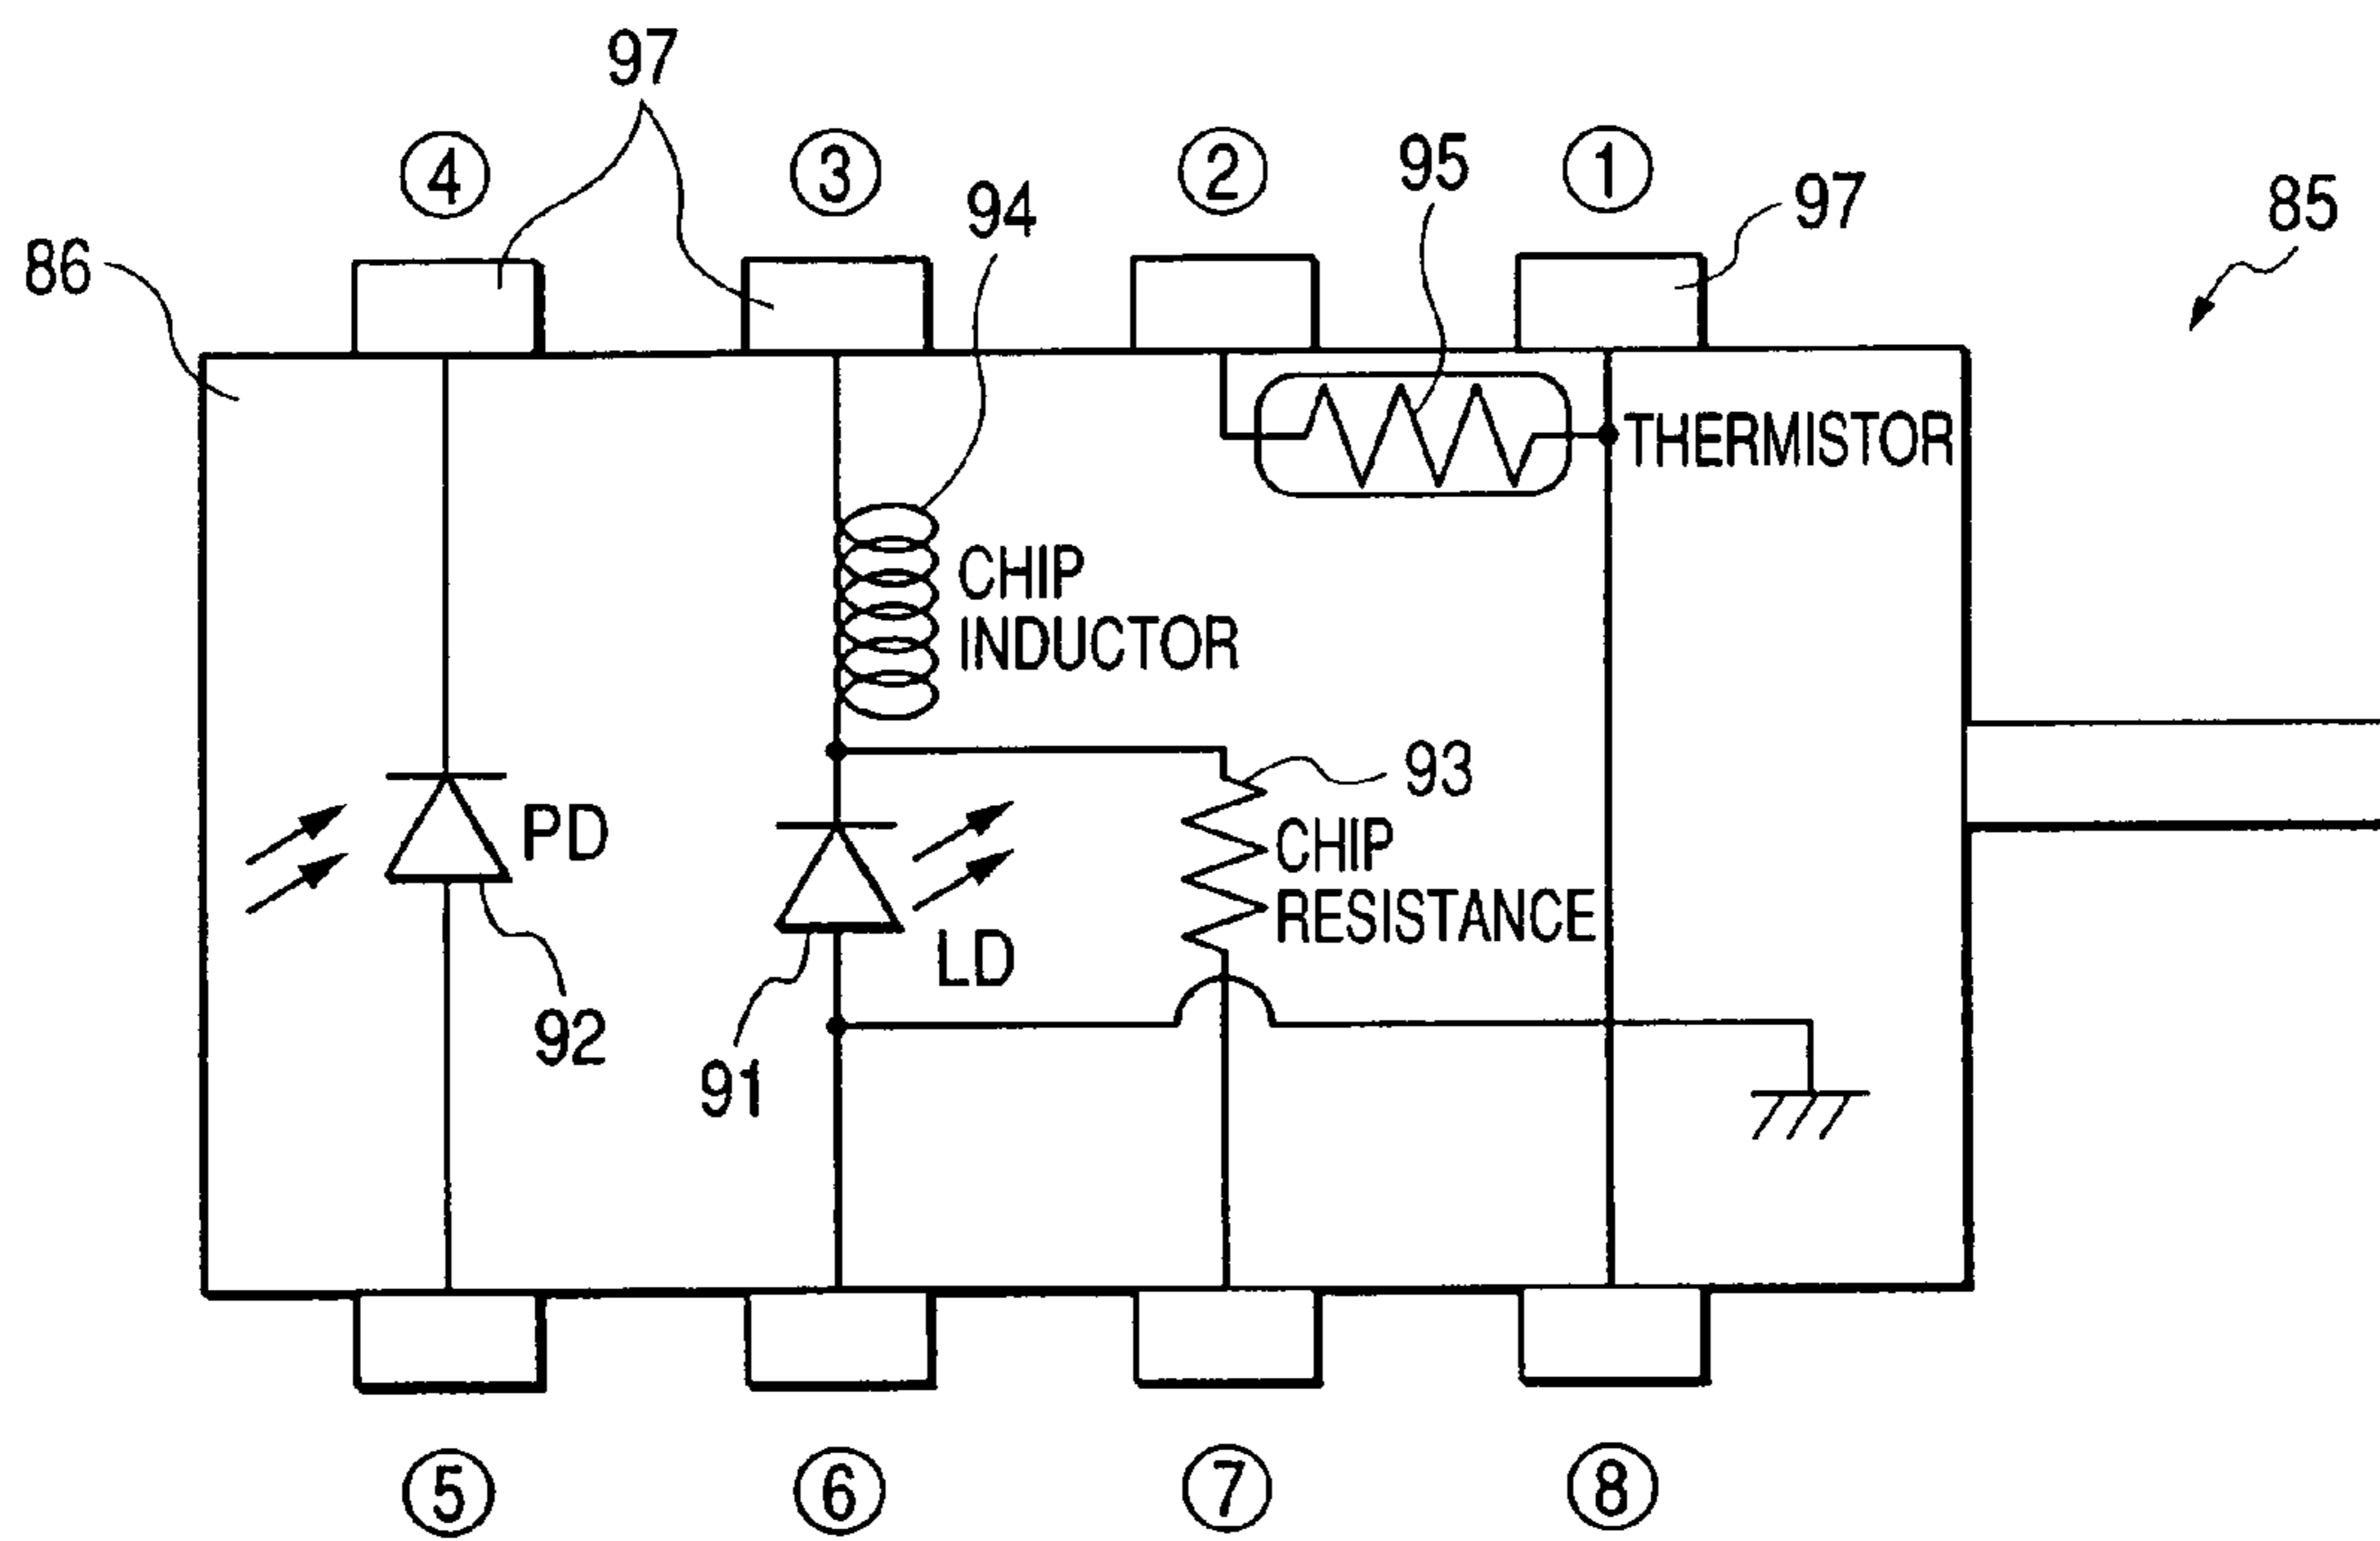 97
④ ③ ② ① 95
94 97 85
86
THERMISTOR
CHIP
INDUCTOR
93
PD CHIP
RESISTANCE
LD
92
91
⑤ ⑥ ⑦ ⑧